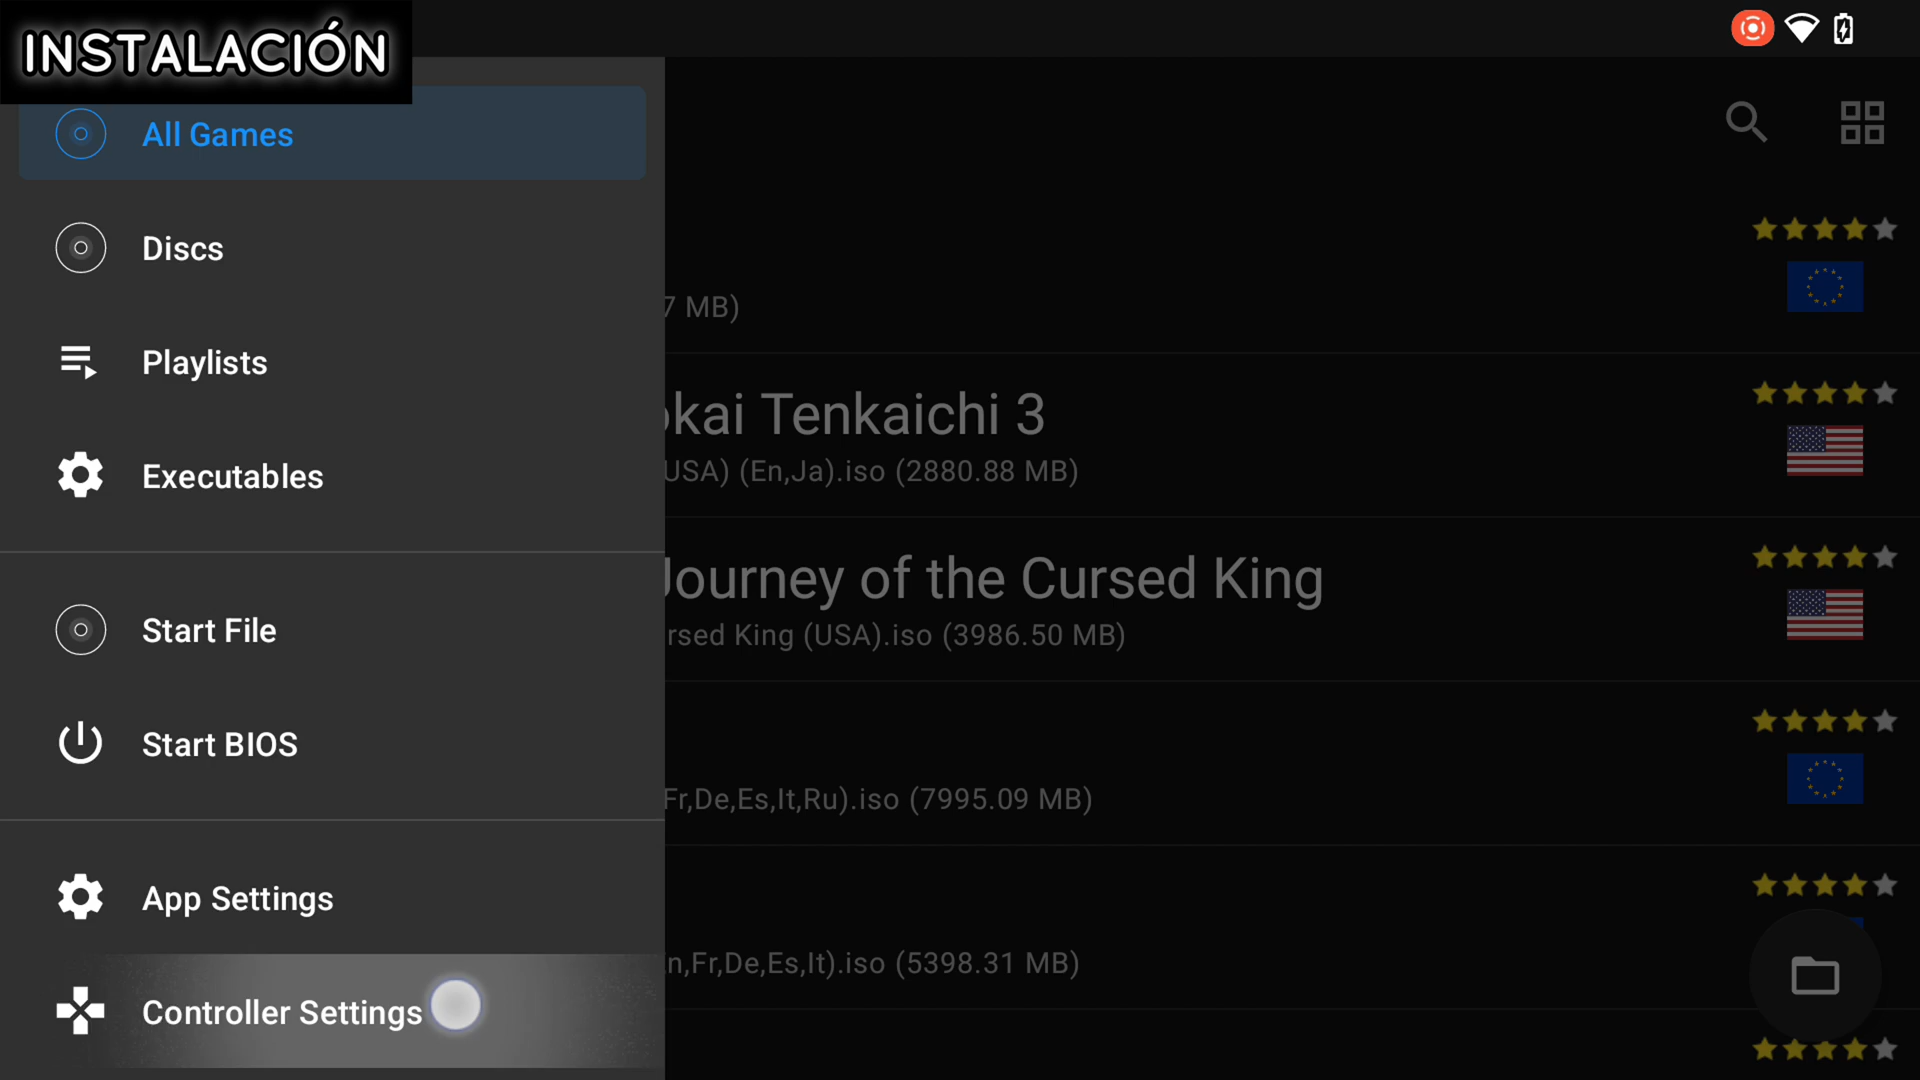 INSTALACIÓN
All Games
Discs
Playlists
Executables
Start File
Start BIOS
App Settings
Controller Settings
7 MB)
okai Tenkaichi 3
USA) (En,Ja).iso (2880.88 MB)
Journey of the Cursed King
rsed King (USA).iso (3986.50 MB)
Fr,De,Es,It,Ru).iso (7995.09 MB)
n,Fr,De,Es,It).iso (5398.31 MB)